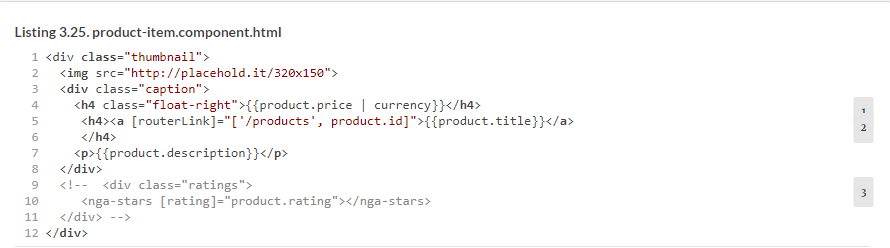 Listing 3.25. product-item.component.html
1 <div class="thumbnail">
2   <img src="http://placehold.it/320x150">
3   <div class="caption">
4     <h4 class="float-right">{{product.price | currency}}</h4> 1
5      <h4><a [routerLink]="['/products', product.id]">{{product.title}}</a> 2
6      </h4>
7     <p>{{product.description}}</p>
8   </div>
9   <!--  <div class="ratings"> 3
10      <nga-stars [rating]="product.rating"></nga-stars>
11   </div> -->
12 </div>